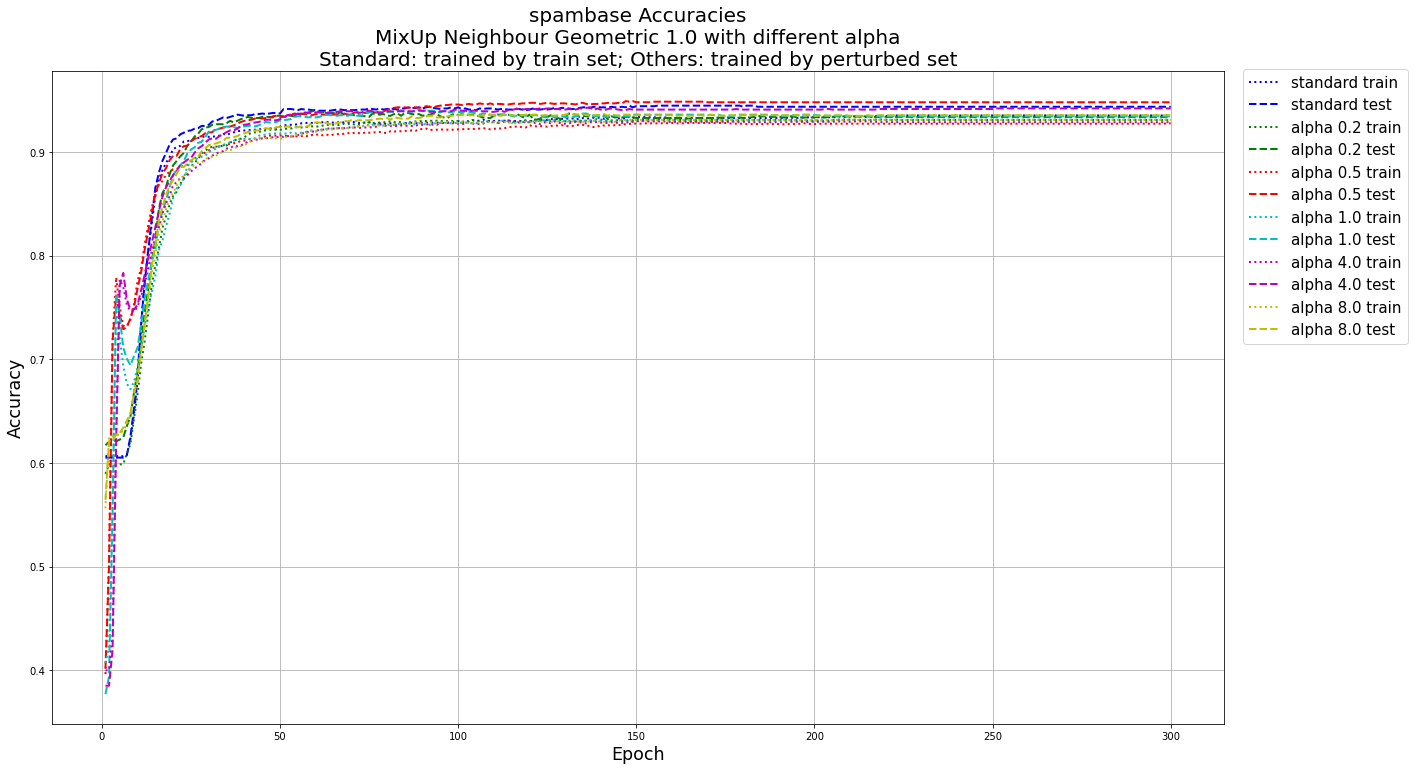 spambase Accuracies
MixUp Neighbour Geometric 1.0 with different alpha
Standard: trained by train set; Others: trained by perturbed set
standard train
standard test
alpha 0.2 train
alpha 0.2 test
alpha 0.5 train
alpha 0.5 test
alpha 1.0 train
alpha 1.0 test
alpha 4.0 train
alpha 4.0 test
alpha 8.0 train
alpha 8.0 test
Accuracy
0.9
0.8
0.7
0.6
0.5
0.4
0
50
100
150
200
250
300
Epoch